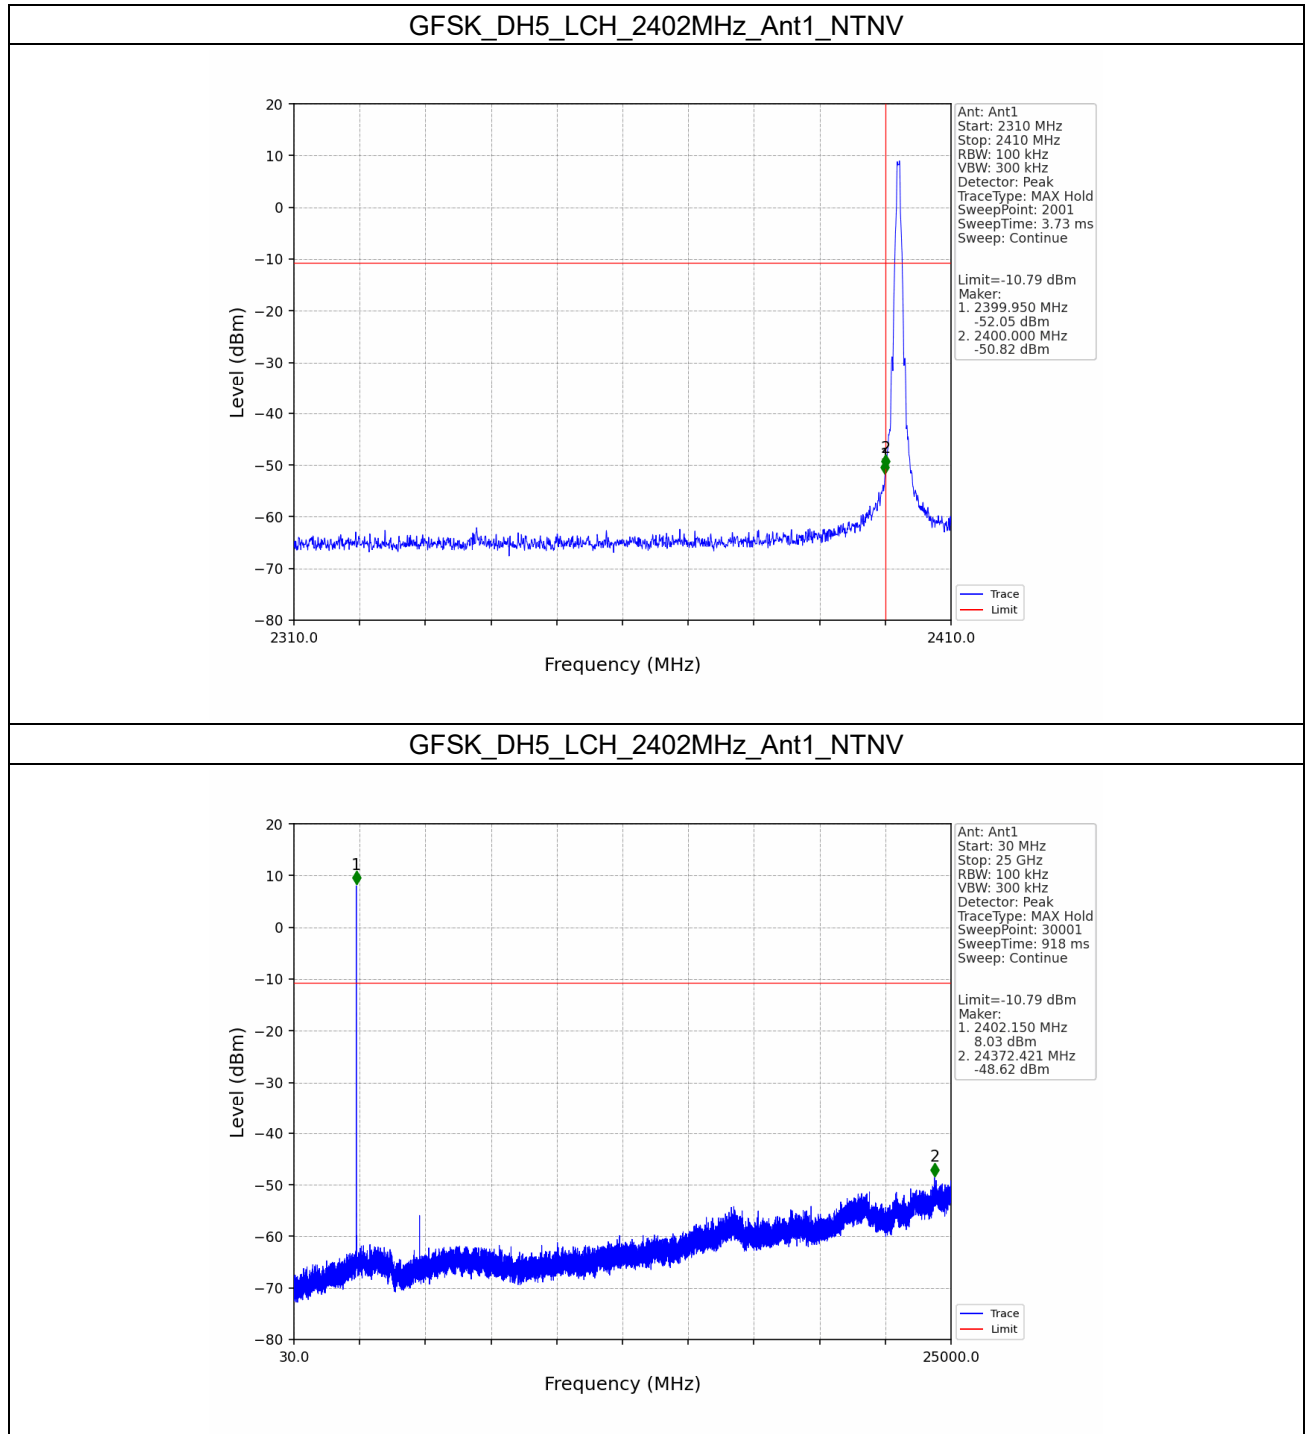 GFSK_DH5_LCH_2402MHz_Ant1_NTNV
20
10
0
−10
−20
−30
−40
−50
−60
−70
−80
Level (dBm)
2
2310.0
2410.0
Frequency (MHz)
Ant: Ant1
Start: 2310 MHz
Stop: 2410 MHz
RBW: 100 kHz
VBW: 300 kHz
Detector: Peak
TraceType: MAX Hold
SweepPoint: 2001
SweepTime: 3.73 ms
Sweep: Continue
Limit=-10.79 dBm
Maker:
1. 2399.950 MHz
-52.05 dBm
2. 2400.000 MHz
-50.82 dBm
Trace
Limit
GFSK_DH5_LCH_2402MHz_Ant1_NTNV
20
10
0
−10
−20
−30
−40
−50
−60
−70
−80
Level (dBm)
1
2
30.0
25000.0
Frequency (MHz)
Ant: Ant1
Start: 30 MHz
Stop: 25 GHz
RBW: 100 kHz
VBW: 300 kHz
Detector: Peak
TraceType: MAX Hold
SweepPoint: 30001
SweepTime: 918 ms
Sweep: Continue
Limit=-10.79 dBm
Maker:
1. 2402.150 MHz
8.03 dBm
2. 24372.421 MHz
-48.62 dBm
Trace
Limit